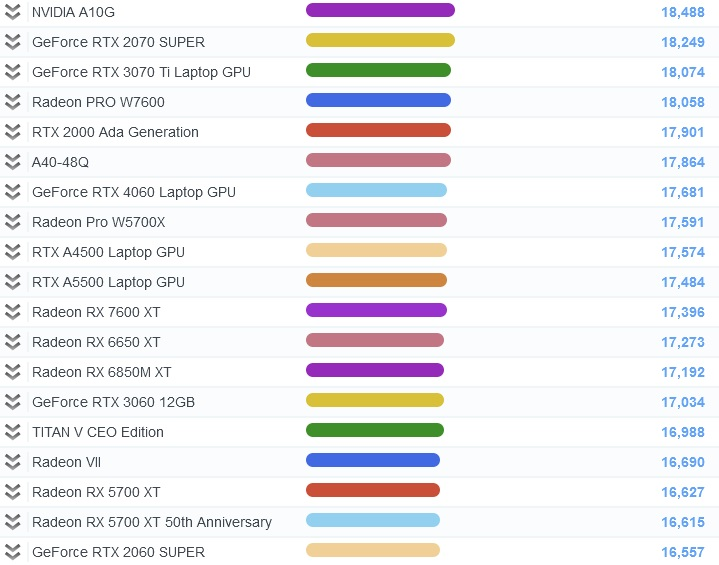 NVIDIA A10G 18,488
GeForce RTX 2070 SUPER 18,249
GeForce RTX 3070 Ti Laptop GPU 18,074
Radeon PRO W7600 18,058
RTX 2000 Ada Generation 17,901
A40-48Q 17,864
GeForce RTX 4060 Laptop GPU 17,681
Radeon Pro W5700X 17,591
RTX A4500 Laptop GPU 17,574
RTX A5500 Laptop GPU 17,484
Radeon RX 7600 XT 17,396
Radeon RX 6650 XT 17,273
Radeon RX 6850M XT 17,192
GeForce RTX 3060 12GB 17,034
TITAN V CEO Edition 16,988
Radeon VII 16,690
Radeon RX 5700 XT 16,627
Radeon RX 5700 XT 50th Anniversary 16,615
GeForce RTX 2060 SUPER 16,557